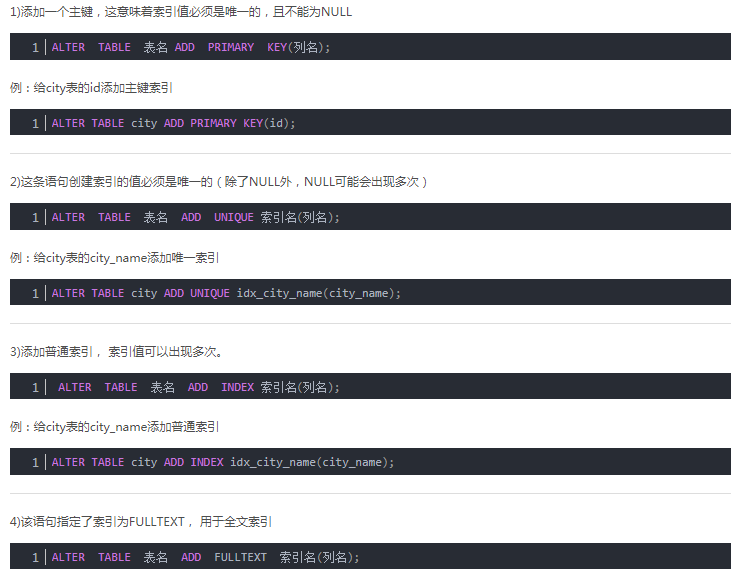 1)添加一个主键，这意味着索引值必须是唯一的，且不能为NULL
1 ALTER  TABLE  表名 ADD  PRIMARY  KEY(列名);
例：给city表的id添加主键索引
1 ALTER TABLE city ADD PRIMARY KEY(id);
2)这条语句创建索引的值必须是唯一的（除了NULL外，NULL可能会出现多次）
1 ALTER  TABLE  表名  ADD  UNIQUE 索引名(列名);
例：给city表的city_name添加唯一索引
1 ALTER TABLE city ADD UNIQUE idx_city_name(city_name);
3)添加普通索引， 索引值可以出现多次。
1  ALTER  TABLE  表名  ADD  INDEX 索引名(列名);
例：给city表的city_name添加普通索引
1 ALTER TABLE city ADD INDEX idx_city_name(city_name);
4)该语句指定了索引为FULLTEXT， 用于全文索引
1 ALTER  TABLE  表名  ADD  FULLTEXT  索引名(列名);